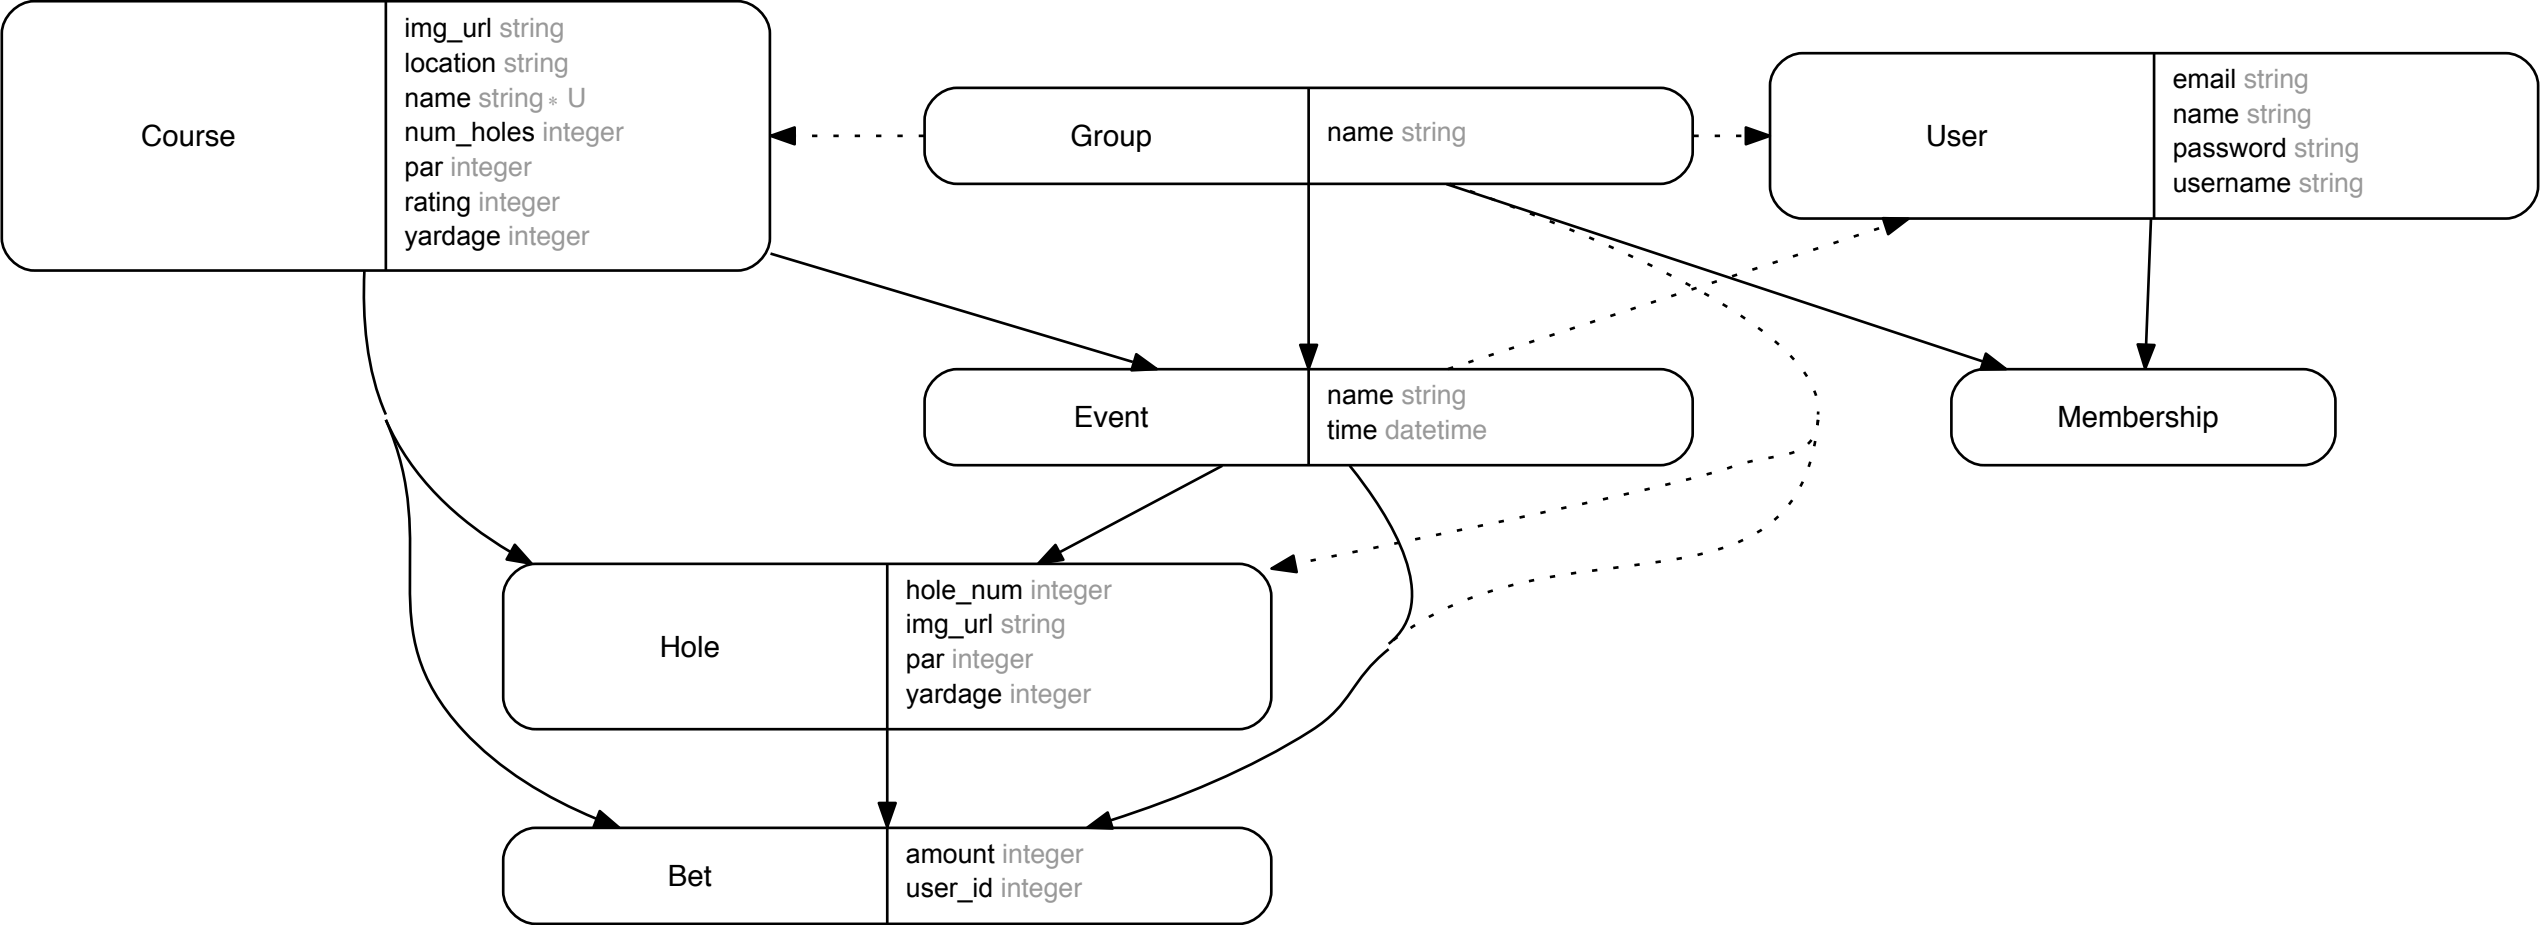 Course
img_url string
location string
name string* U
num_holes integer
par integer
rating integer
yardage integer
Group
name string
User
email string
name string
password string
username string
Event
name string
time datetime
Membership
Hole
hole_num integer
img_url string
par integer
yardage integer
Bet
amount integer
user_id integer